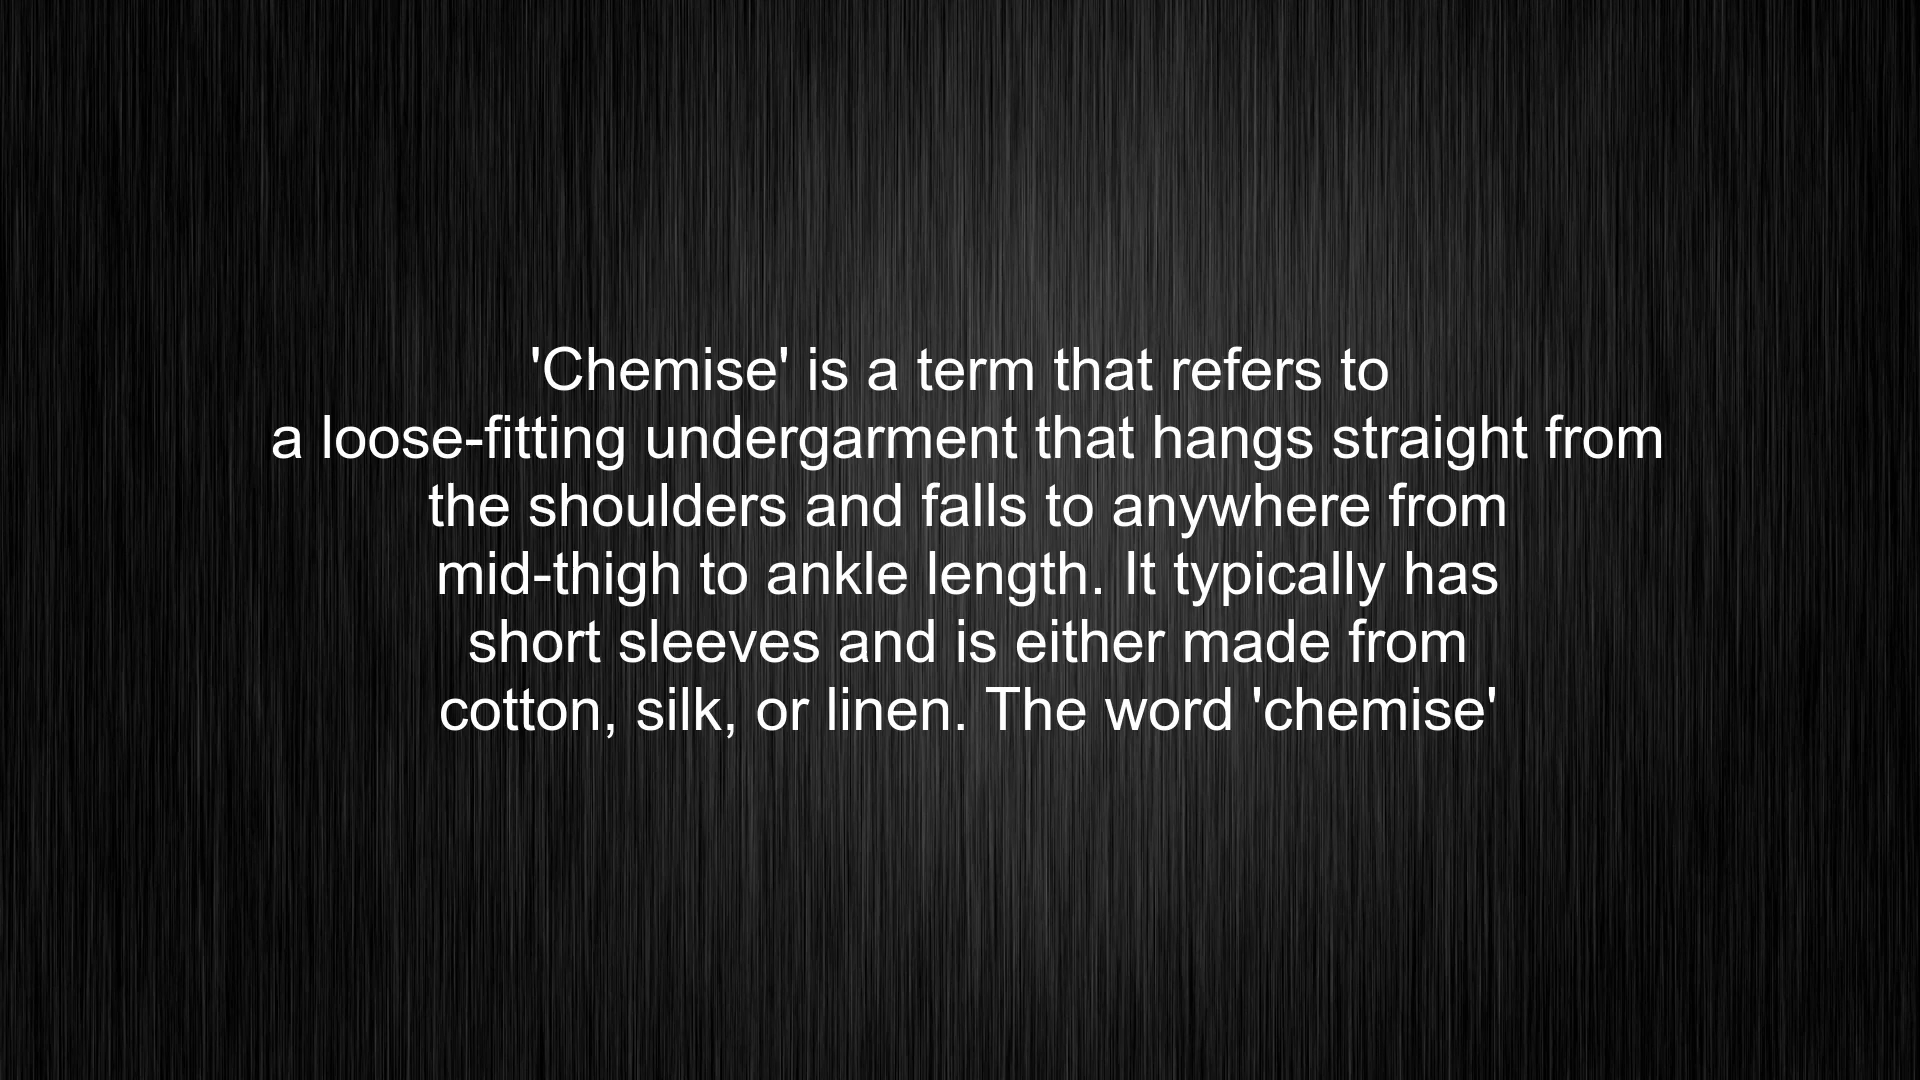 'Chemise' is a term that refers to
a loose-fitting undergarment that hangs straight from
the shoulders and falls to anywhere from
mid-thigh to ankle length. It typically has
short sleeves and is either made from
cotton, silk, or linen. The word 'chemise'